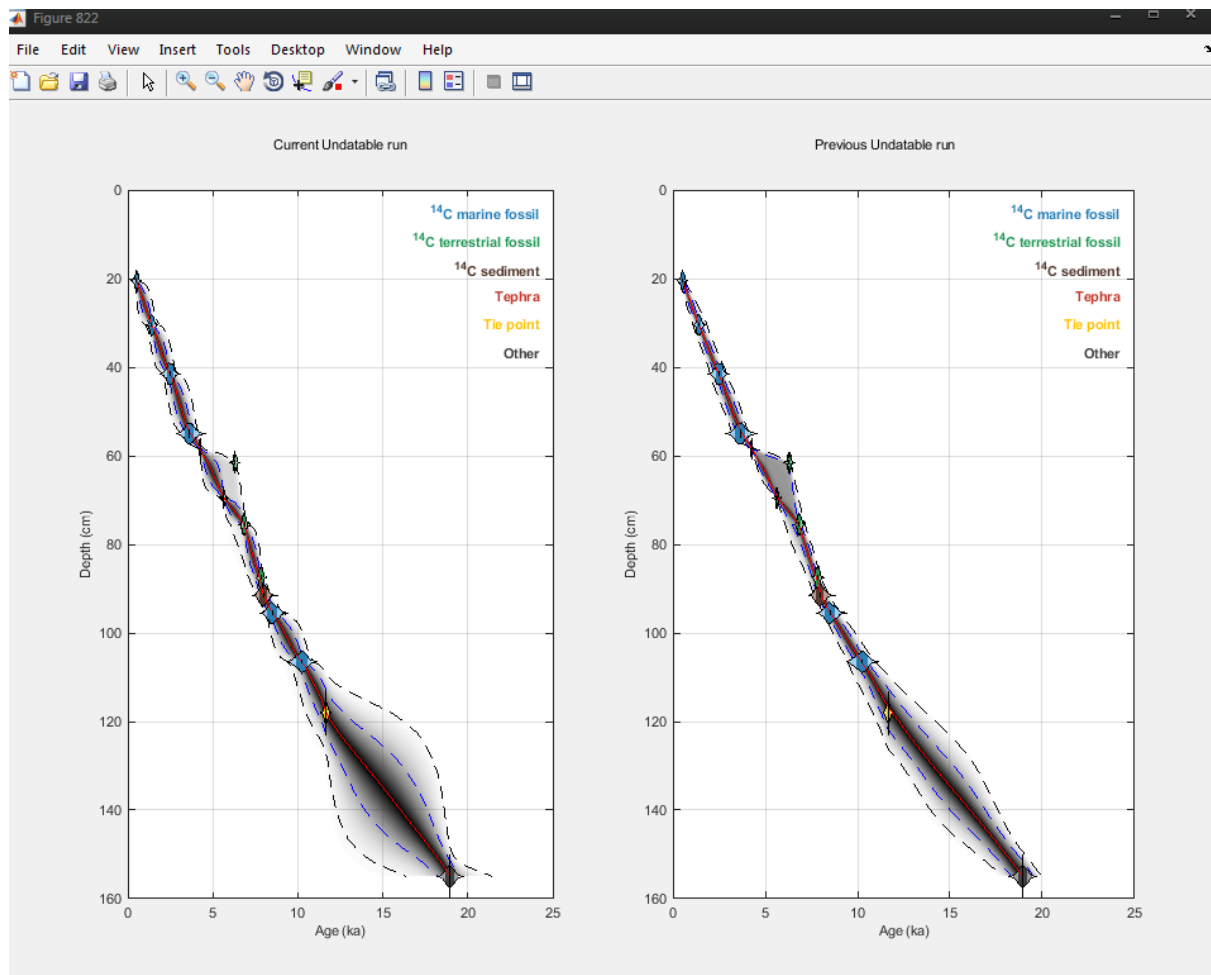 Figure 822
File Edit View Insert Tools Desktop Window Help
Current Undatable run
Previous Undatable run
0
20
40
60
80
100
120
140
160
Depth (cm)
0 5 10 15 20 25
Age (ka)
14C marine fossil
14C terrestrial fossil
14C sediment
Tephra
Tie point
Other
0
20
40
60
80
100
120
140
160
Depth (cm)
0 5 10 15 20 25
Age (ka)
14C marine fossil
14C terrestrial fossil
14C sediment
Tephra
Tie point
Other